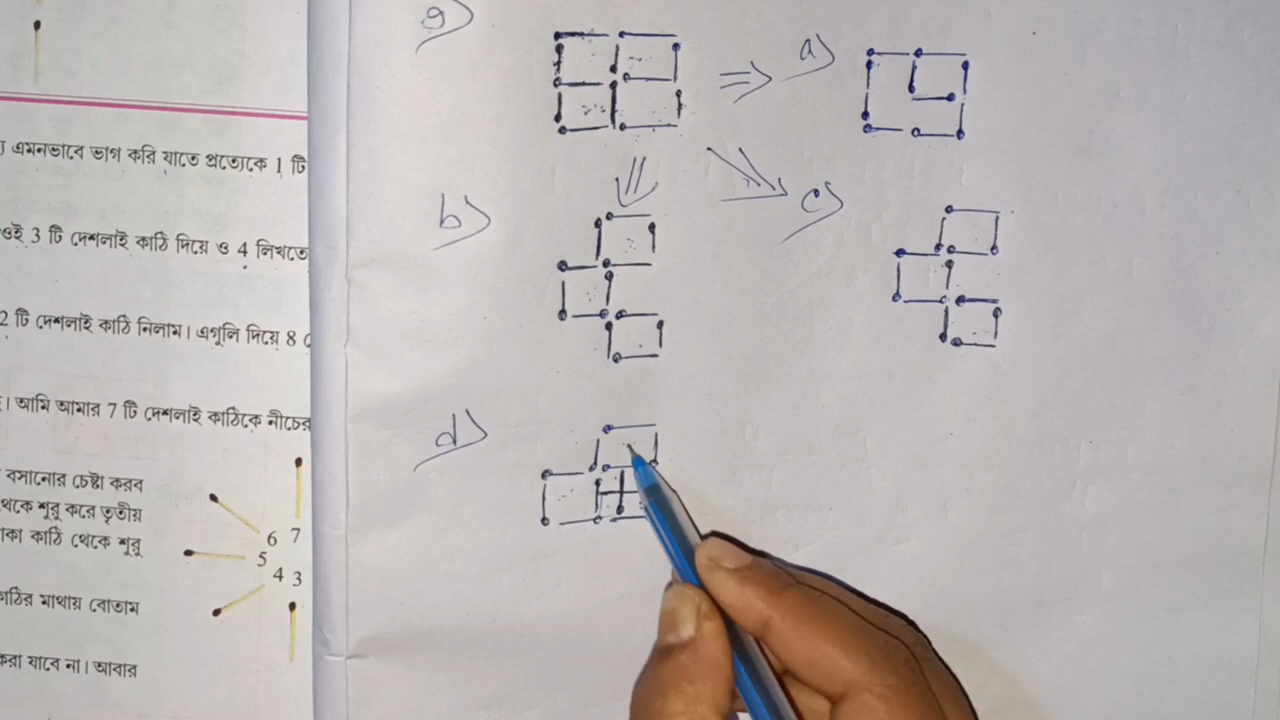 9)
a)
b)
c)
d)
এমনভাবে ভাগ করি যাতে প্রত্যেকে 1 টি
ওই 3 টি দেশলাই কাঠি দিয়ে ও 4 লিখতে
2 টি দেশলাই কাঠি নিলাম। এগুলি দিয়ে 8
। আমি আমার 7 টি দেশলাই কাঠিকে নীচের
বসানোর চেষ্টা করব
থেকে শুরু করে তৃতীয়
কাঠি থেকে শুরু
কাঠির মাথায় বোতাম
করা যাবে না। আবার
6 7
5
4 3